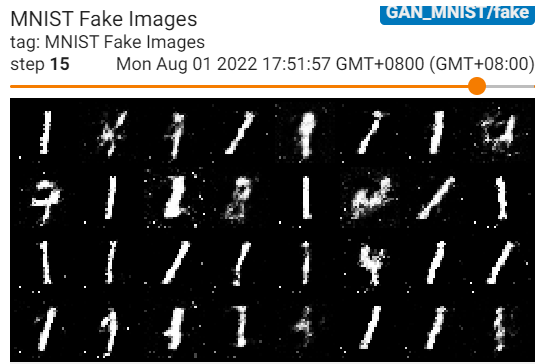 MNIST Fake Images
GAN_MNIST/fake
tag: MNIST Fake Images
step 15 Mon Aug 01 2022 17:51:57 GMT+0800 (GMT+08:00)